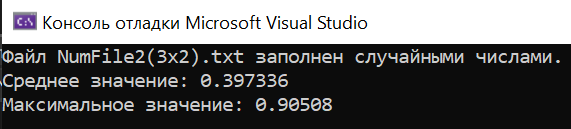 C:\ Консоль отладки Microsoft Visual Studio
Файл NumFile2(3x2).txt заполнен случайными числами.
Среднее значение: 0.397336
Максимальное значение: 0.90508